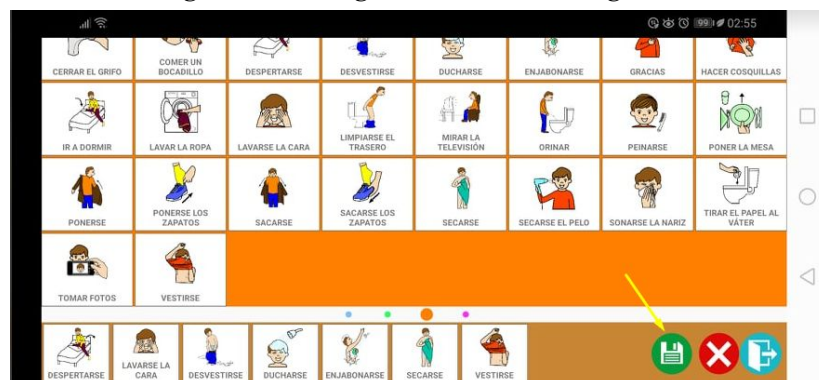 99 02:55
CERRAR EL GRIFO
COMER UN
BOCADILLO
DESPERTARSE
DESVESTIRSE
DUCHARSE
ENJABONARSE
GRACIAS
HACER COSQUILLAS
IR A DORMIR
LAVAR LA ROPA
LAVARSE LA CARA
LIMPIARSE EL
TRASERO
MIRAR LA
TELEVISIÓN
ORINAR
PEINARSE
PONER LA MESA
PONERSE
PONERSE LOS
ZAPATOS
SACARSE
SACARSE LOS
ZAPATOS
SECARSE
SECARSE EL PELO
SONARSE LA NARIZ
TIRAR EL PAPEL AL
VÁTER
TOMAR FOTOS
VESTIRSE
DESPERTARSE
LAVARSE LA
CARA
DESVESTIRSE
DUCHARSE
ENJABONARSE
SECARSE
VESTIRSE